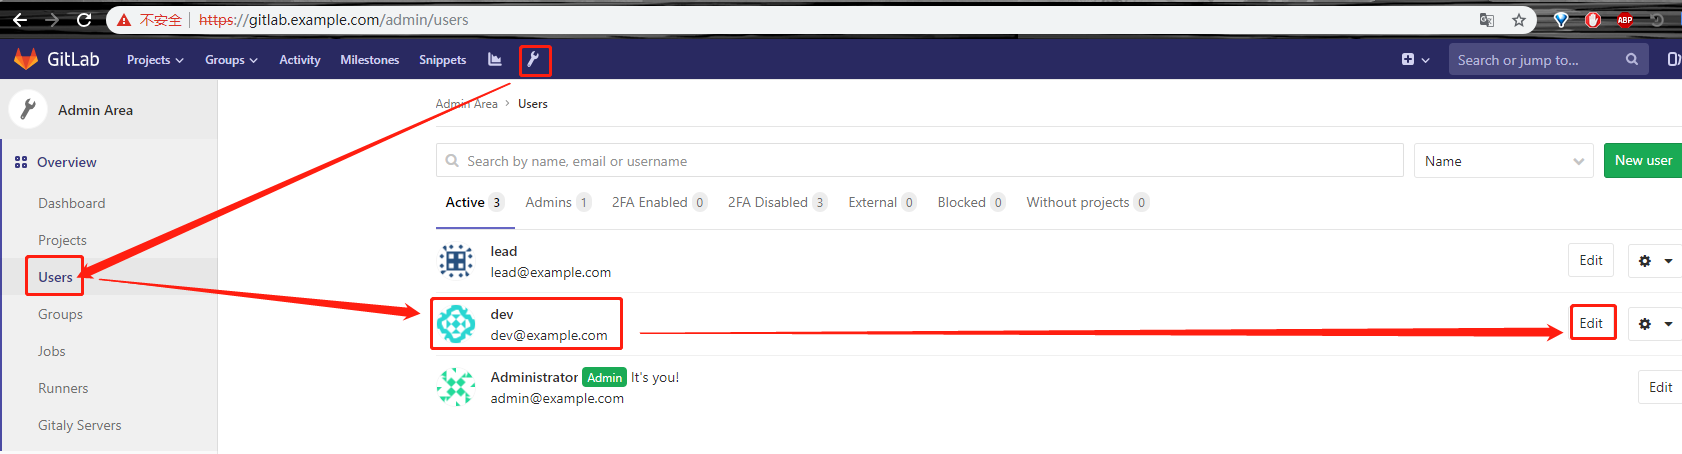 不安全 | https://gitlab.example.com/admin/users ABP
GitLab Projects Groups Activity Milestones Snippets Search or jump to...
Admin Area
Admin Area › Users
Overview
Search by name, email or username Name New user
Dashboard
Active 3 Admins 1 2FA Enabled 0 2FA Disabled 3 External 0 Blocked 0 Without projects 0
Projects
lead
lead@example.com Edit
Users
Groups
dev
dev@example.com Edit
Jobs
Runners
Administrator Admin It's you!
admin@example.com Edit
Gitaly Servers